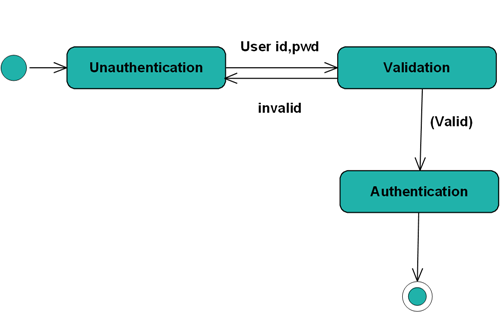 User id,pwd
Unauthentication
Validation
invalid
(Valid)
Authentication